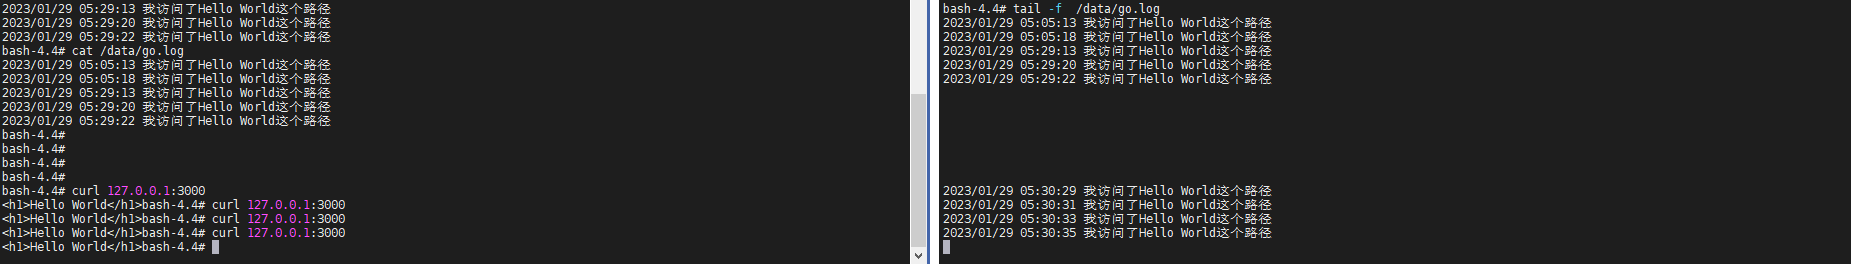 2023/01/29 05:29:13 我访问了Hello World这个路径
2023/01/29 05:29:20 我访问了Hello World这个路径
2023/01/29 05:29:22 我访问了Hello World这个路径
bash-4.4# cat /data/go.log
2023/01/29 05:05:13 我访问了Hello World这个路径
2023/01/29 05:05:18 我访问了Hello World这个路径
2023/01/29 05:29:13 我访问了Hello World这个路径
2023/01/29 05:29:20 我访问了Hello World这个路径
2023/01/29 05:29:22 我访问了Hello World这个路径
bash-4.4#
bash-4.4#
bash-4.4#
bash-4.4#
bash-4.4# curl 127.0.0.1:3000
<h1>Hello World</h1>bash-4.4# curl 127.0.0.1:3000
<h1>Hello World</h1>bash-4.4# curl 127.0.0.1:3000
<h1>Hello World</h1>bash-4.4# curl 127.0.0.1:3000
<h1>Hello World</h1>bash-4.4#
bash-4.4# tail -f  /data/go.log
2023/01/29 05:05:13 我访问了Hello World这个路径
2023/01/29 05:05:18 我访问了Hello World这个路径
2023/01/29 05:29:13 我访问了Hello World这个路径
2023/01/29 05:29:20 我访问了Hello World这个路径
2023/01/29 05:29:22 我访问了Hello World这个路径
2023/01/29 05:30:29 我访问了Hello World这个路径
2023/01/29 05:30:31 我访问了Hello World这个路径
2023/01/29 05:30:33 我访问了Hello World这个路径
2023/01/29 05:30:35 我访问了Hello World这个路径